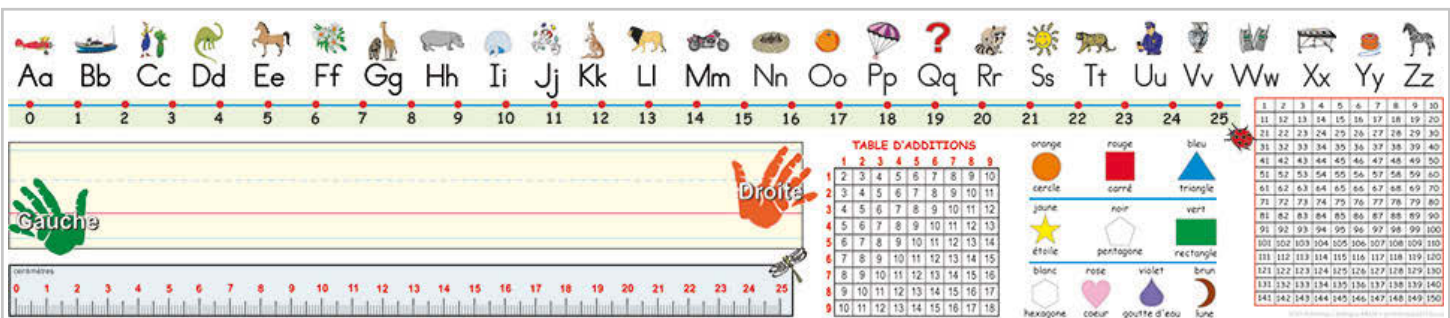 Aa Bb Cc Dd Ee Ff Gg Hh Ii Jj Kk Ll Mm Nn Oo Pp Qq Rr Ss Tt Uu Vv Ww Xx Yy Zz
0 1 2 3 4 5 6 7 8 9 10 11 12 13 14 15 16 17 18 19 20 21 22 23 24 25
Gauche
Droite
centimètres
0 1 2 3 4 5 6 7 8 9 10 11 12 13 14 15 16 17 18 19 20 21 22 23 24 25
TABLE D'ADDITIONS
1 2 3 4 5 6 7 8 9
1 2 3 4 5 6 7 8 9 10
2 3 4 5 6 7 8 9 10 11
3 4 5 6 7 8 9 10 11 12
4 5 6 7 8 9 10 11 12 13
5 6 7 8 9 10 11 12 13 14
6 7 8 9 10 11 12 13 14 15
7 8 9 10 11 12 13 14 15 16
8 9 10 11 12 13 14 15 16 17
9 10 11 12 13 14 15 16 17 18
orange rouge bleu
cercle carré triangle
jaune noir vert
étoile pentagone rectangle
blanc rose violet brun
hexagone coeur goutte d'eau lune
1 2 3 4 5 6 7 8 9 10
11 12 13 14 15 16 17 18 19 20
21 22 23 24 25 26 27 28 29 30
31 32 33 34 35 36 37 38 39 40
41 42 43 44 45 46 47 48 49 50
51 52 53 54 55 56 57 58 59 60
61 62 63 64 65 66 67 68 69 70
71 72 73 74 75 76 77 78 79 80
81 82 83 84 85 86 87 88 89 90
91 92 93 94 95 96 97 98 99 100
101 102 103 104 105 106 107 108 109 110
111 112 113 114 115 116 117 118 119 120
121 122 123 124 125 126 127 128 129 130
131 132 133 134 135 136 137 138 139 140
141 142 143 144 145 146 147 148 149 150